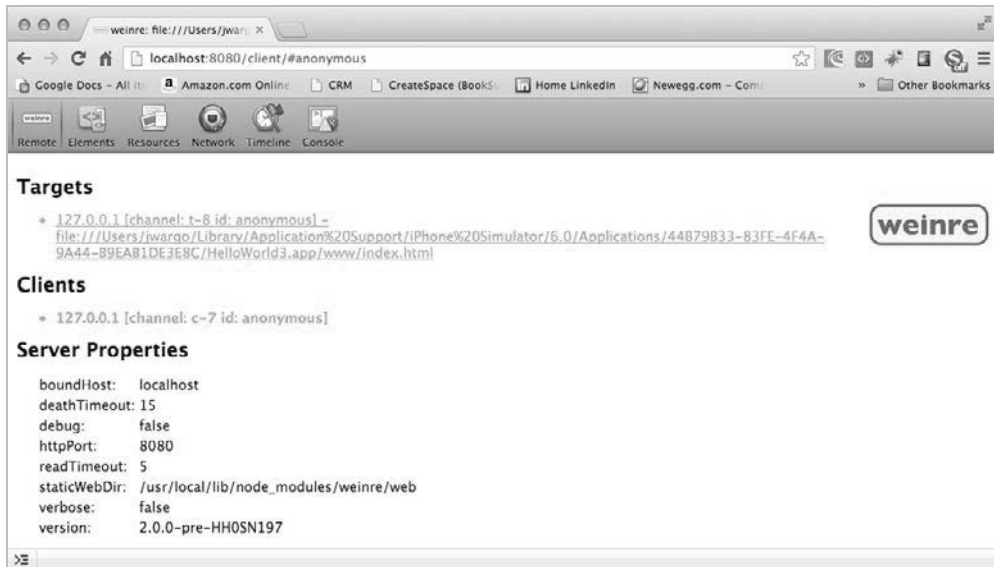 weinre: file:///Users/jwarg
localhost:8080/client/#anonymous
Google Docs - All it Amazon.com Online CRM CreateSpace (BookS Home LinkedIn Newegg.com - Com » Other Bookmarks
weinre
Remote Elements Resources Network Timeline Console
Targets
127.0.0.1 [channel: t-8 id: anonymous] –
file:///Users/jwargo/Library/Application%20Support/iPhone%20Simulator/6.0/Applications/44B79B33-83FE-4F4A-
9A44-B9EAB1DE3E8C/HelloWorld3.app/www/index.html
weinre
Clients
127.0.0.1 [channel: c-7 id: anonymous]
Server Properties
boundHost: localhost
deathTimeout: 15
debug: false
httpPort: 8080
readTimeout: 5
staticWebDir: /usr/local/lib/node_modules/weinre/web
verbose: false
version: 2.0.0-pre-HH0SN197